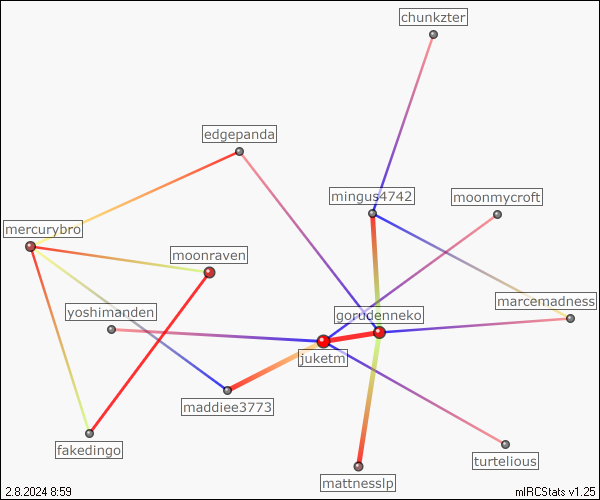 chunkzter
edgepanda
mingus4742
moonmycroft
mercurybro
moonraven
marcemadness
yoshimanden
gorudenneko
juketm
maddiee3773
fakedingo
turtelious
mattnesslp
2.8.2024 8:59
mIRCStats v1.25